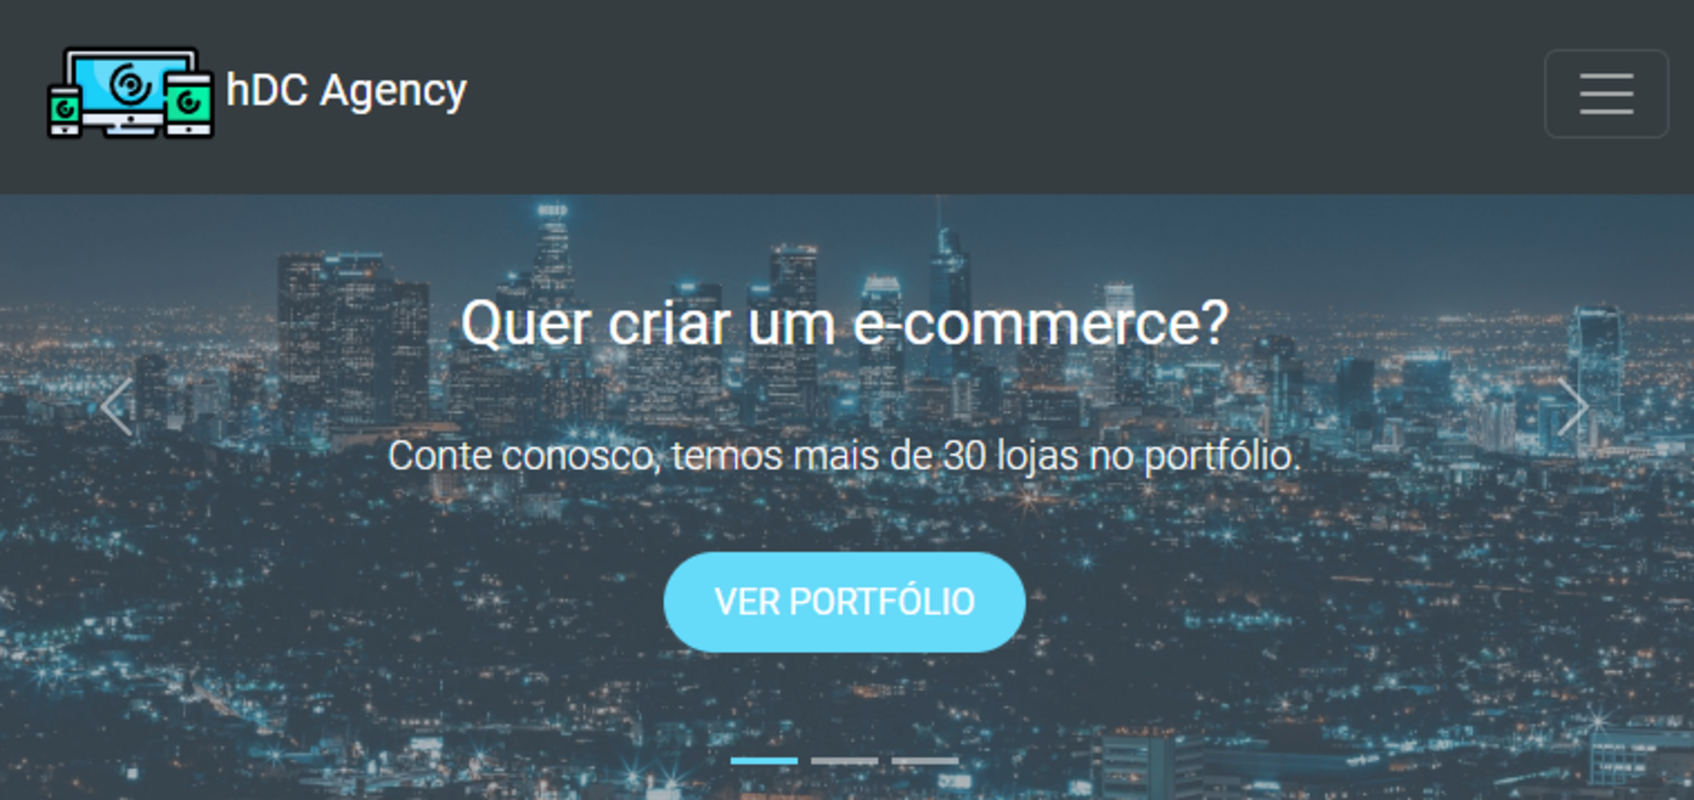 hDC Agency
Quer criar um e-commerce?
Conte conosco, temos mais de 30 lojas no portfólio.
VER PORTFÓLIO